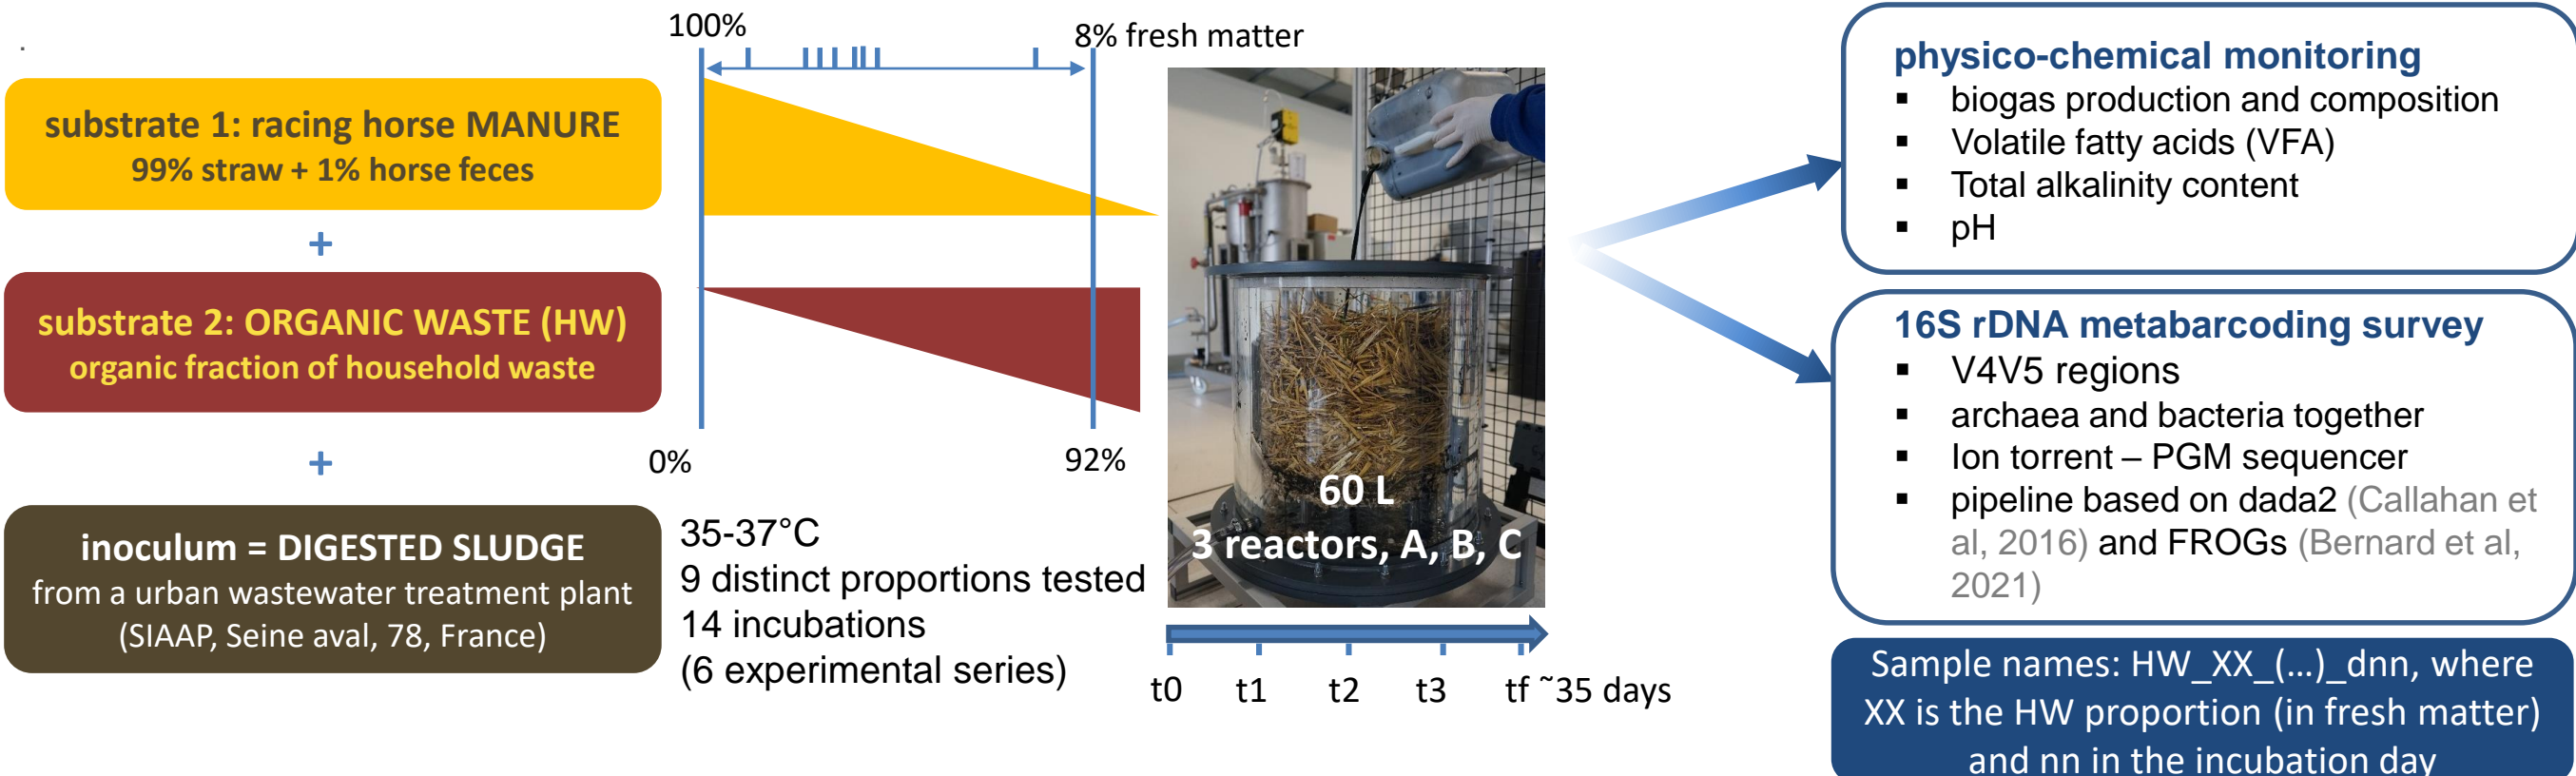 100%
8% fresh matter
substrate 1: racing horse MANURE
99% straw + 1% horse feces
+
substrate 2: ORGANIC WASTE (HW)
organic fraction of household waste
+
0%
92%
inoculum = DIGESTED SLUDGE
from a urban wastewater treatment plant
(SIAAP, Seine aval, 78, France)
35-37°C
9 distinct proportions tested
14 incubations
(6 experimental series)
60 L
3 reactors, A, B, C
t0 t1 t2 t3 tf ~35 days
physico-chemical monitoring
▪ biogas production and composition
▪ Volatile fatty acids (VFA)
▪ Total alkalinity content
▪ pH
16S rDNA metabarcoding survey
▪ V4V5 regions
▪ archaea and bacteria together
▪ Ion torrent – PGM sequencer
▪ pipeline based on dada2 (Callahan et
al, 2016) and FROGs (Bernard et al,
2021)
Sample names: HW_XX_(...)_dnn, where
XX is the HW proportion (in fresh matter)
and nn in the incubation day